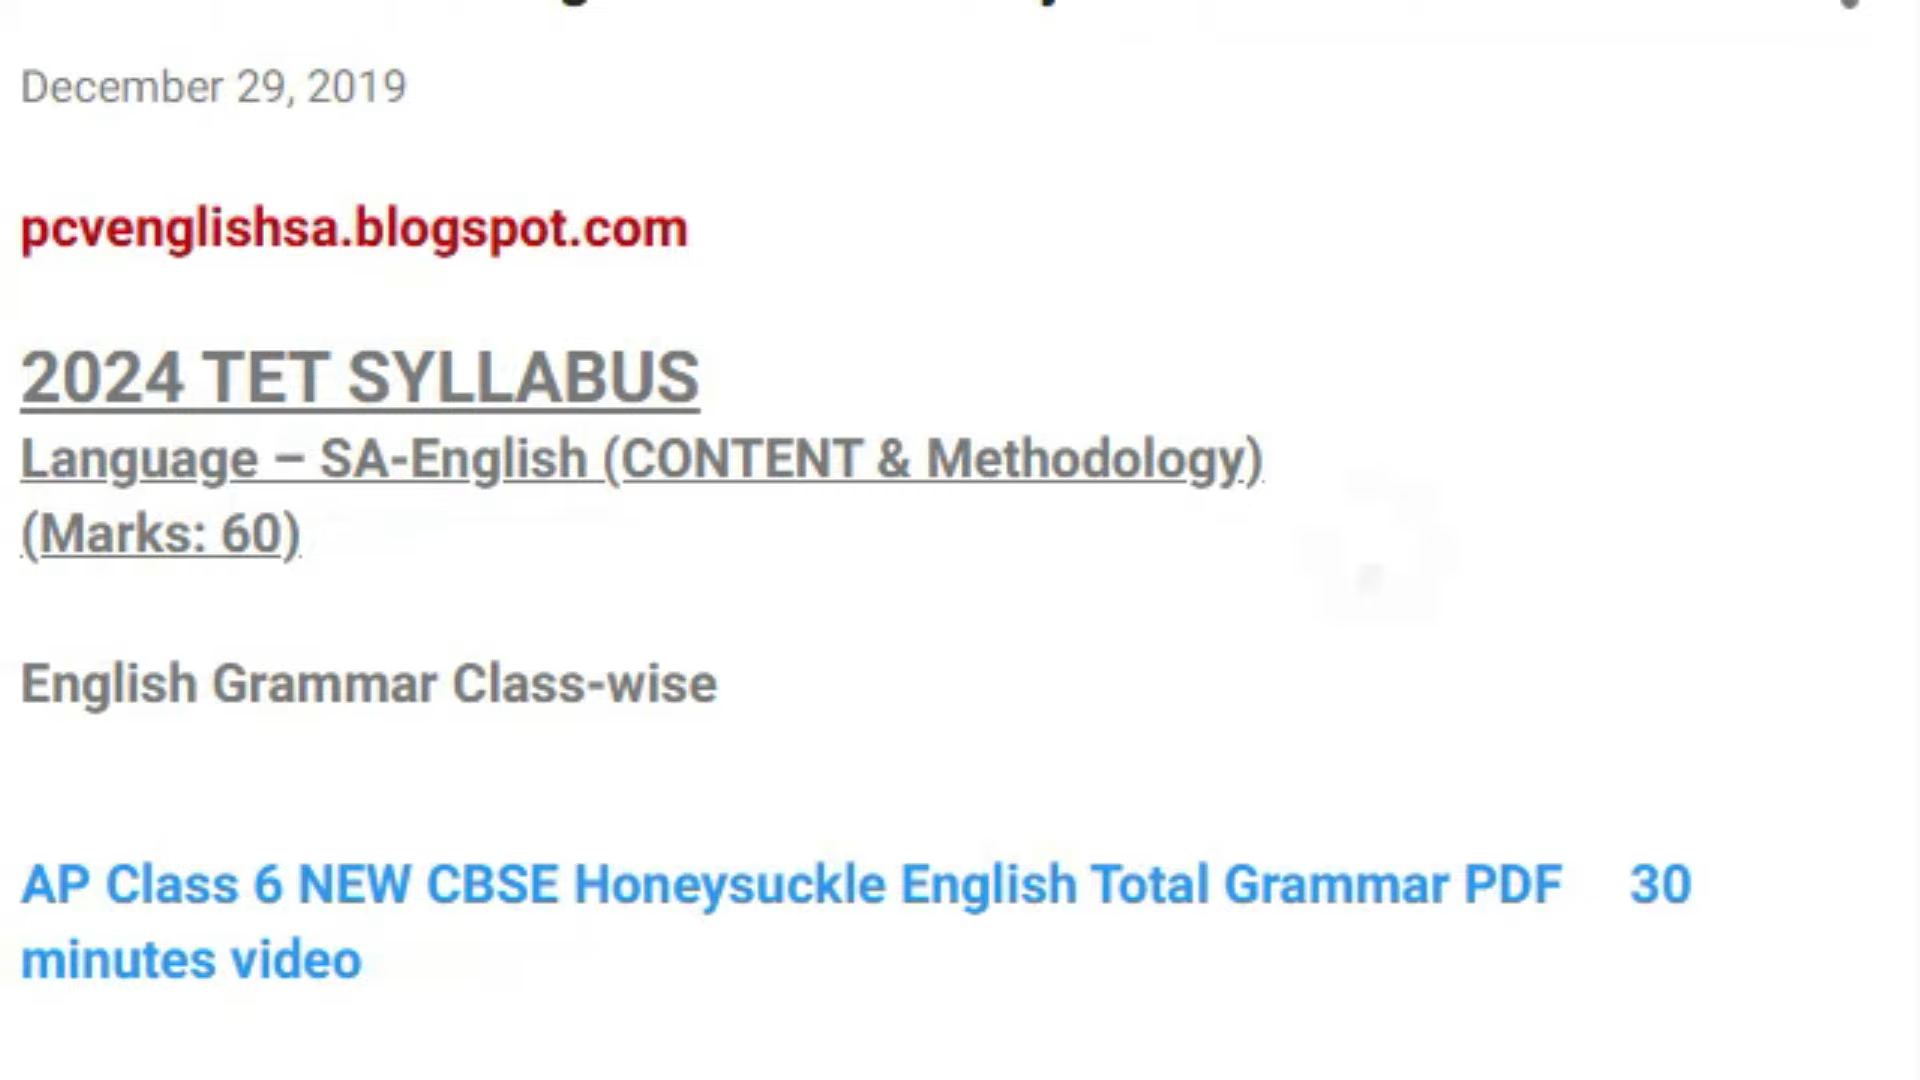 December 29, 2019
pcvenglishsa.blogspot.com
2024 TET SYLLABUS
Language – SA-English (CONTENT & Methodology)
(Marks: 60)
English Grammar Class-wise
AP Class 6 NEW CBSE Honeysuckle English Total Grammar PDF 30
minutes video